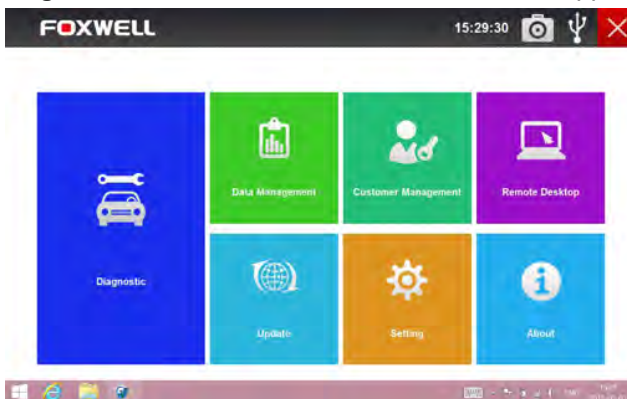 FOXWELL
15:29:30
Data Management
Customer Management
Remote Desktop
Diagnostic
Update
Setting
About